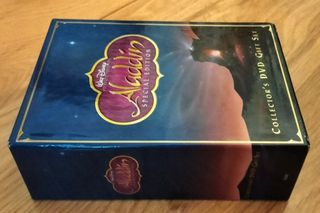 Walt Disney
Aladdin
SPECIAL EDITION
COLLECTOR'S DVD GIFT SET
Aladdin